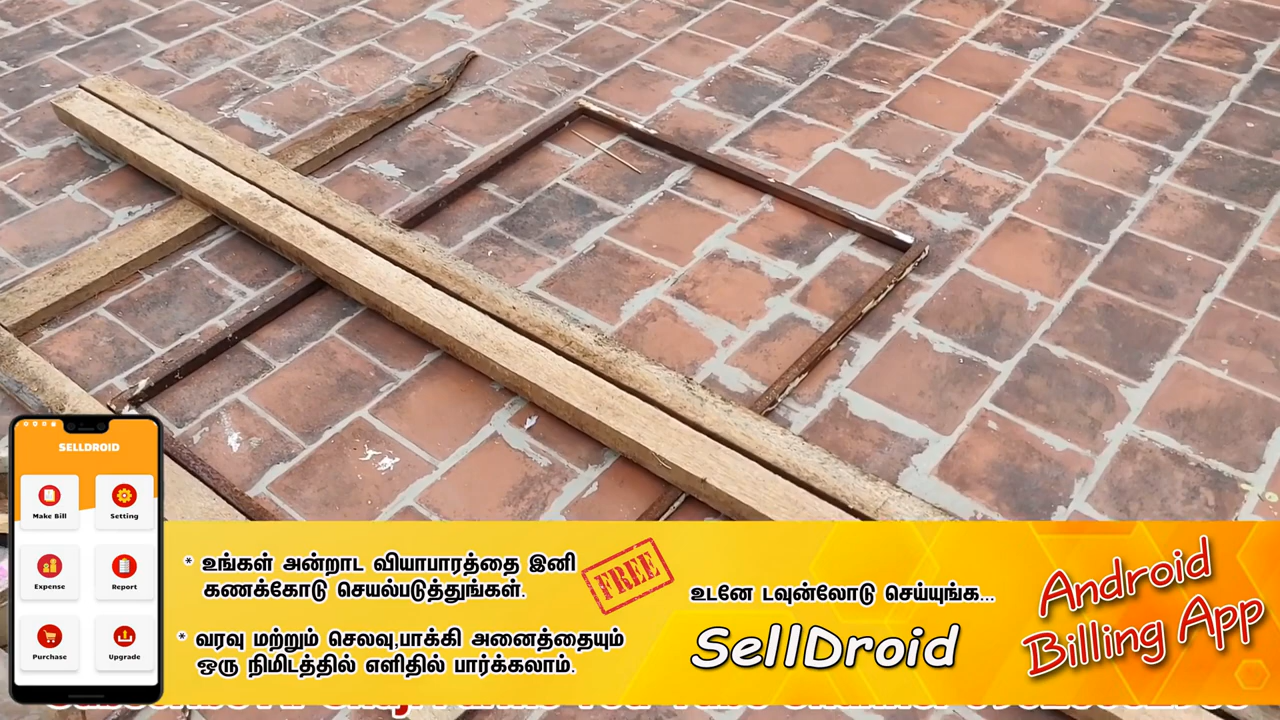 SELLDROID
Make Bill
Setting
Expense
Report
Purchase
Upgrade
* உங்கள் அன்றாட வியாபாரத்தை இனி
கணக்கோடு செயல்படுத்துங்கள்.
* வரவு மற்றும் செலவு,பாக்கி அனைத்தையும்
ஒரு நிமிடத்தில் எளிதில் பார்க்கலாம்.
FREE
உடனே டவுன்லோடு செய்யுங்க...
SellDroid
Android
Billing App